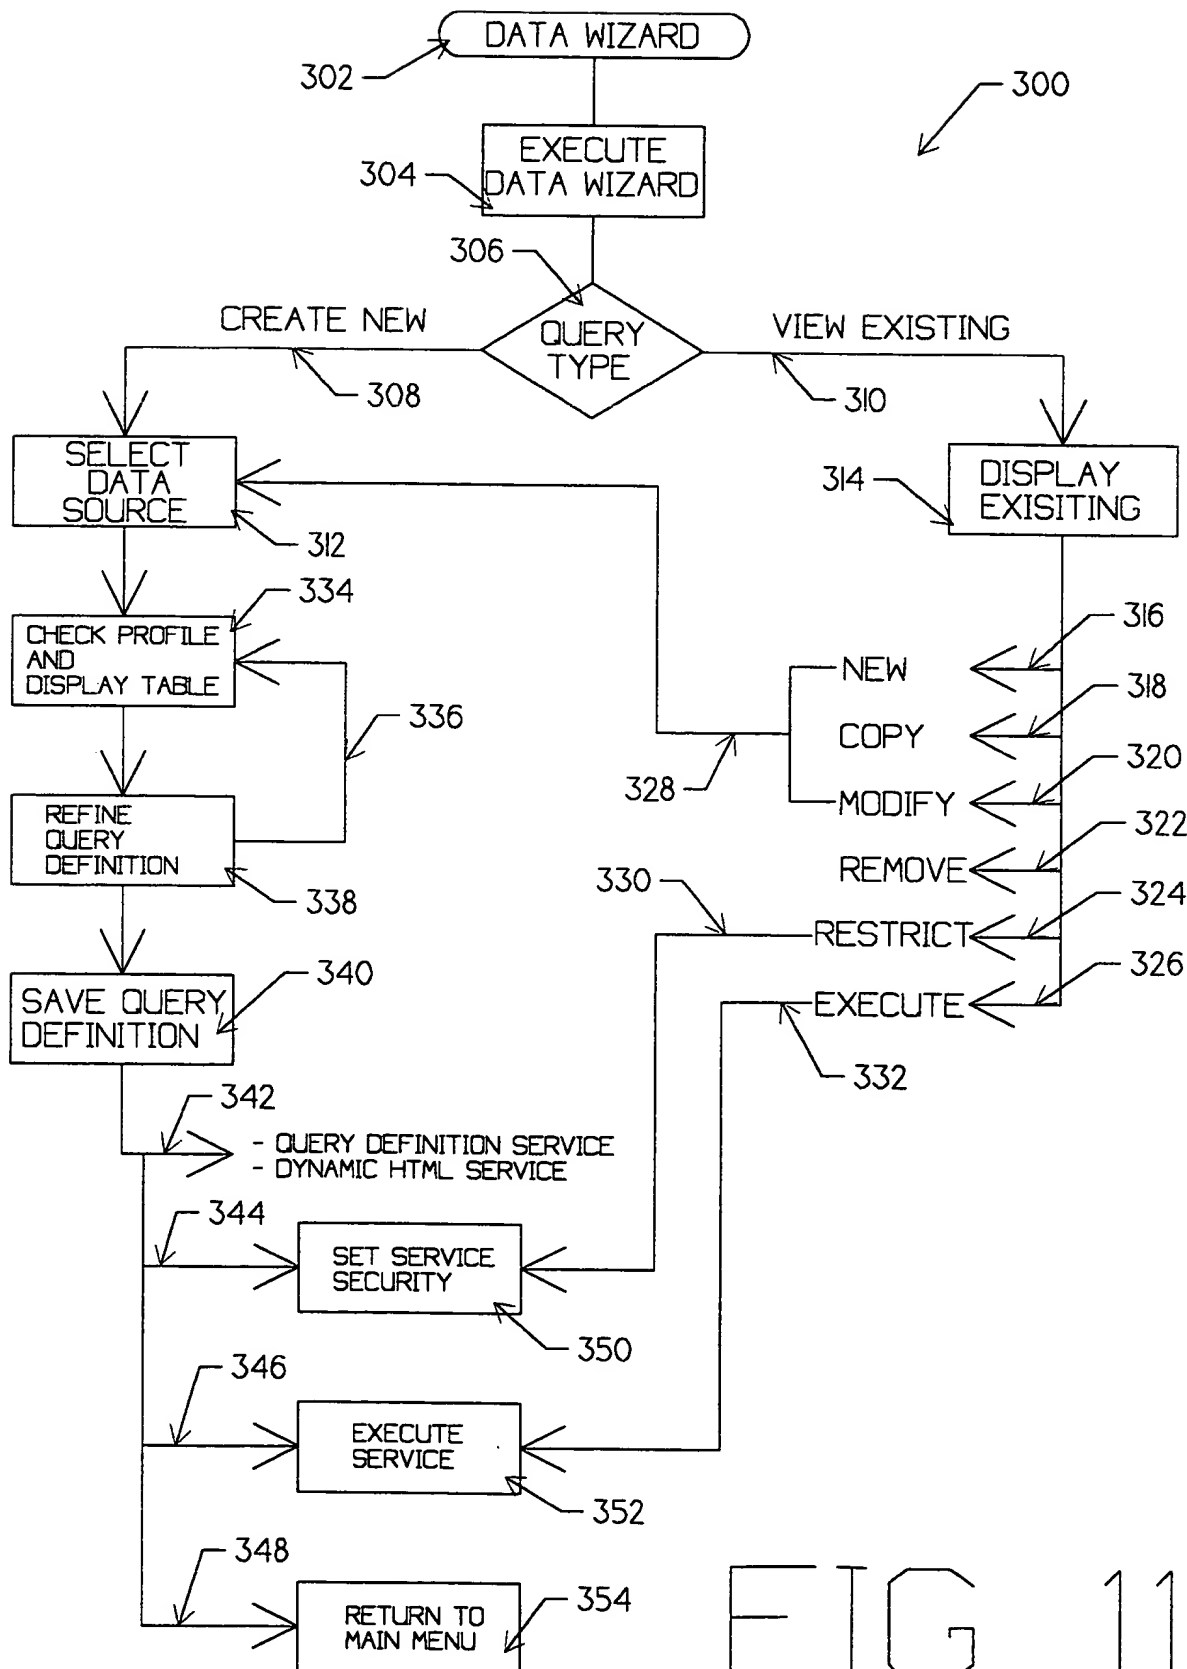 DATA WIZARD
302
300
EXECUTE
DATA WIZARD
304
306
CREATE NEW
QUERY
TYPE
VIEW EXISTING
308
310
SELECT
DATA
SOURCE
312
314
DISPLAY
EXISITING
334
CHECK PROFILE
AND
DISPLAY TABLE
336
316
NEW
318
COPY
320
328
MODIFY
322
REMOVE
REFINE
QUERY
DEFINITION
338
330
324
RESTRICT
326
EXECUTE
332
340
SAVE QUERY
DEFINITION
342
- QUERY DEFINITION SERVICE
- DYNAMIC HTML SERVICE
344
SET SERVICE
SECURITY
350
346
EXECUTE
SERVICE
352
348
RETURN TO
MAIN MENU
354
FIG 11